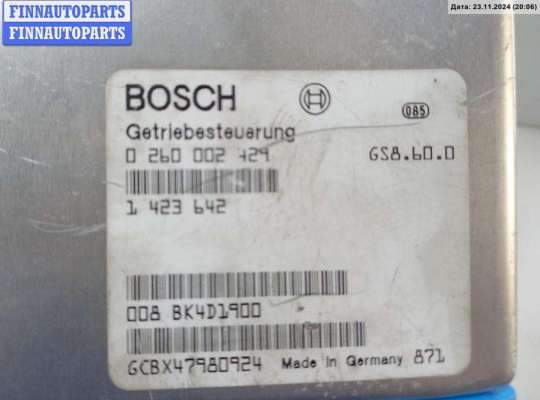 FINNAUTOPARTS
FINNAUTOPARTS
FINNAUTOPARTS
Дата: 23.11.2024 (20:06)
BOSCH
085
Getriebesteuerung
0 260 002 429
GS8.60.0
1 423 642
008 BK4D1900
GCBX47980924 Made in Germany 871